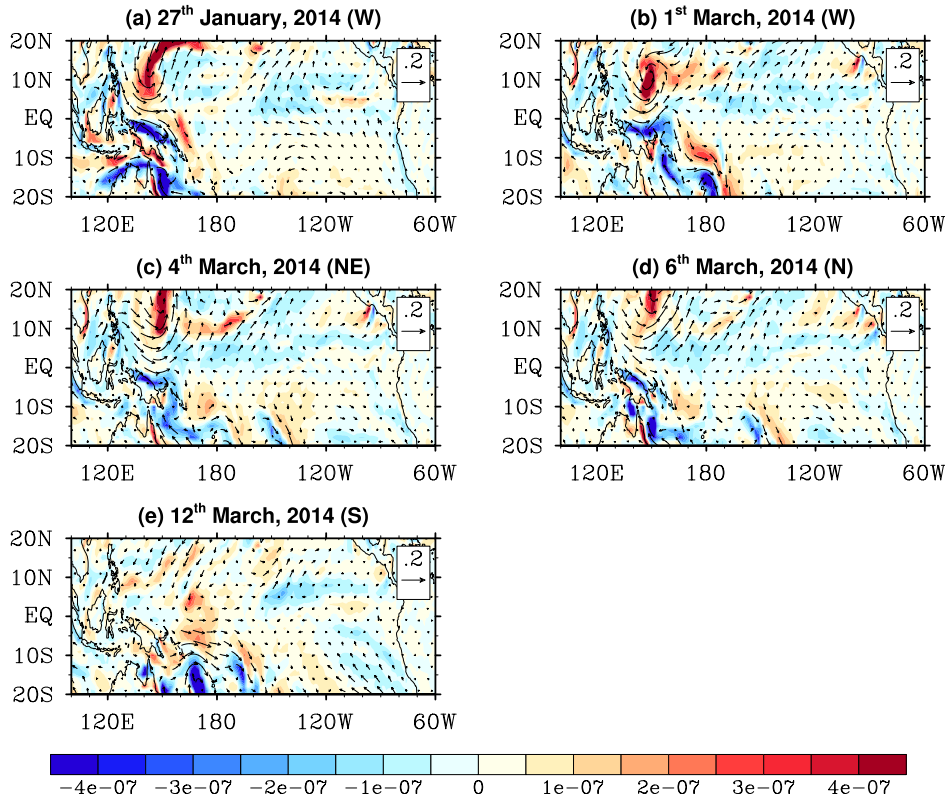 (a) 27th January, 2014 (W)
(b) 1st March, 2014 (W)
20N
10N
EQ
10S
20S
.2
120E 180 120W 60W
20N
10N
EQ
10S
20S
.2
120E 180 120W 60W
(c) 4th March, 2014 (NE)
(d) 6th March, 2014 (N)
20N
10N
EQ
10S
20S
.2
120E 180 120W 60W
20N
10N
EQ
10S
20S
.2
120E 180 120W 60W
(e) 12th March, 2014 (S)
20N
10N
EQ
10S
20S
.2
120E 180 120W 60W
−4e−07 −3e−07 −2e−07 −1e−07 0 1e−07 2e−07 3e−07 4e−07